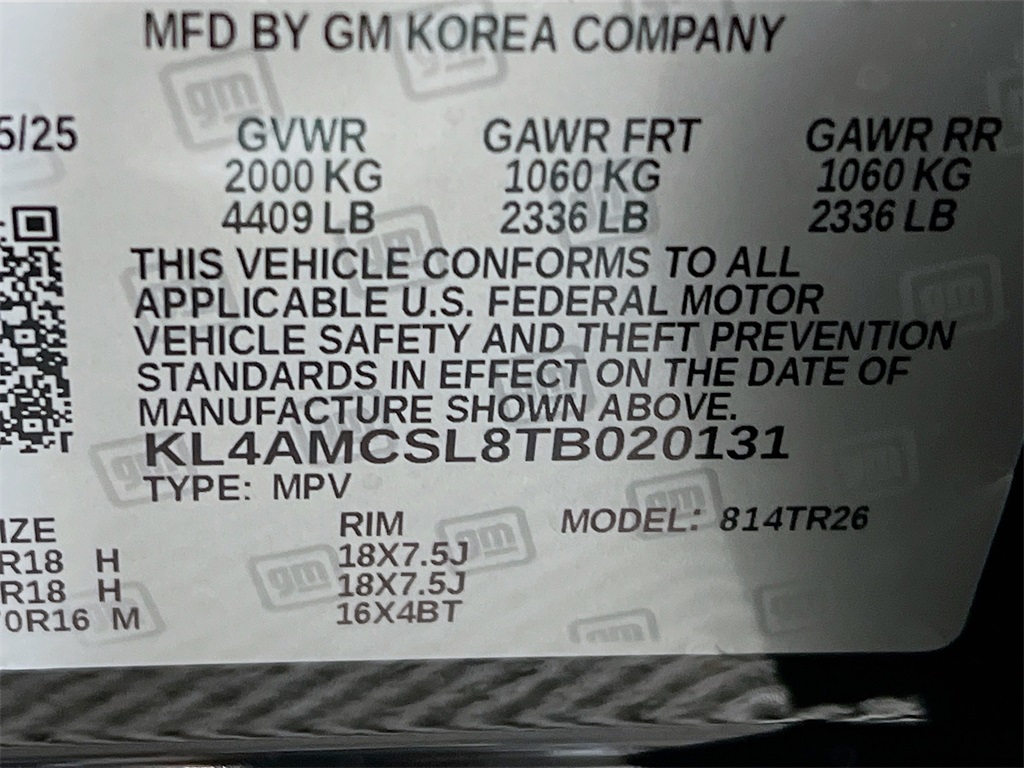 MFD BY GM KOREA COMPANY
5/25 GVWR GAWR FRT GAWR RR
2000 KG 1060 KG 1060 KG
4409 LB 2336 LB 2336 LB
THIS VEHICLE CONFORMS TO ALL
APPLICABLE U.S. FEDERAL MOTOR
VEHICLE SAFETY AND THEFT PREVENTION
STANDARDS IN EFFECT ON THE DATE OF
MANUFACTURE SHOWN ABOVE.
KL4AMCSL8TB020131
TYPE: MPV
IZE RIM MODEL: 814TR26
R18 H 18X7.5J
R18 H 18X7.5J
0R16 M 16X4BT